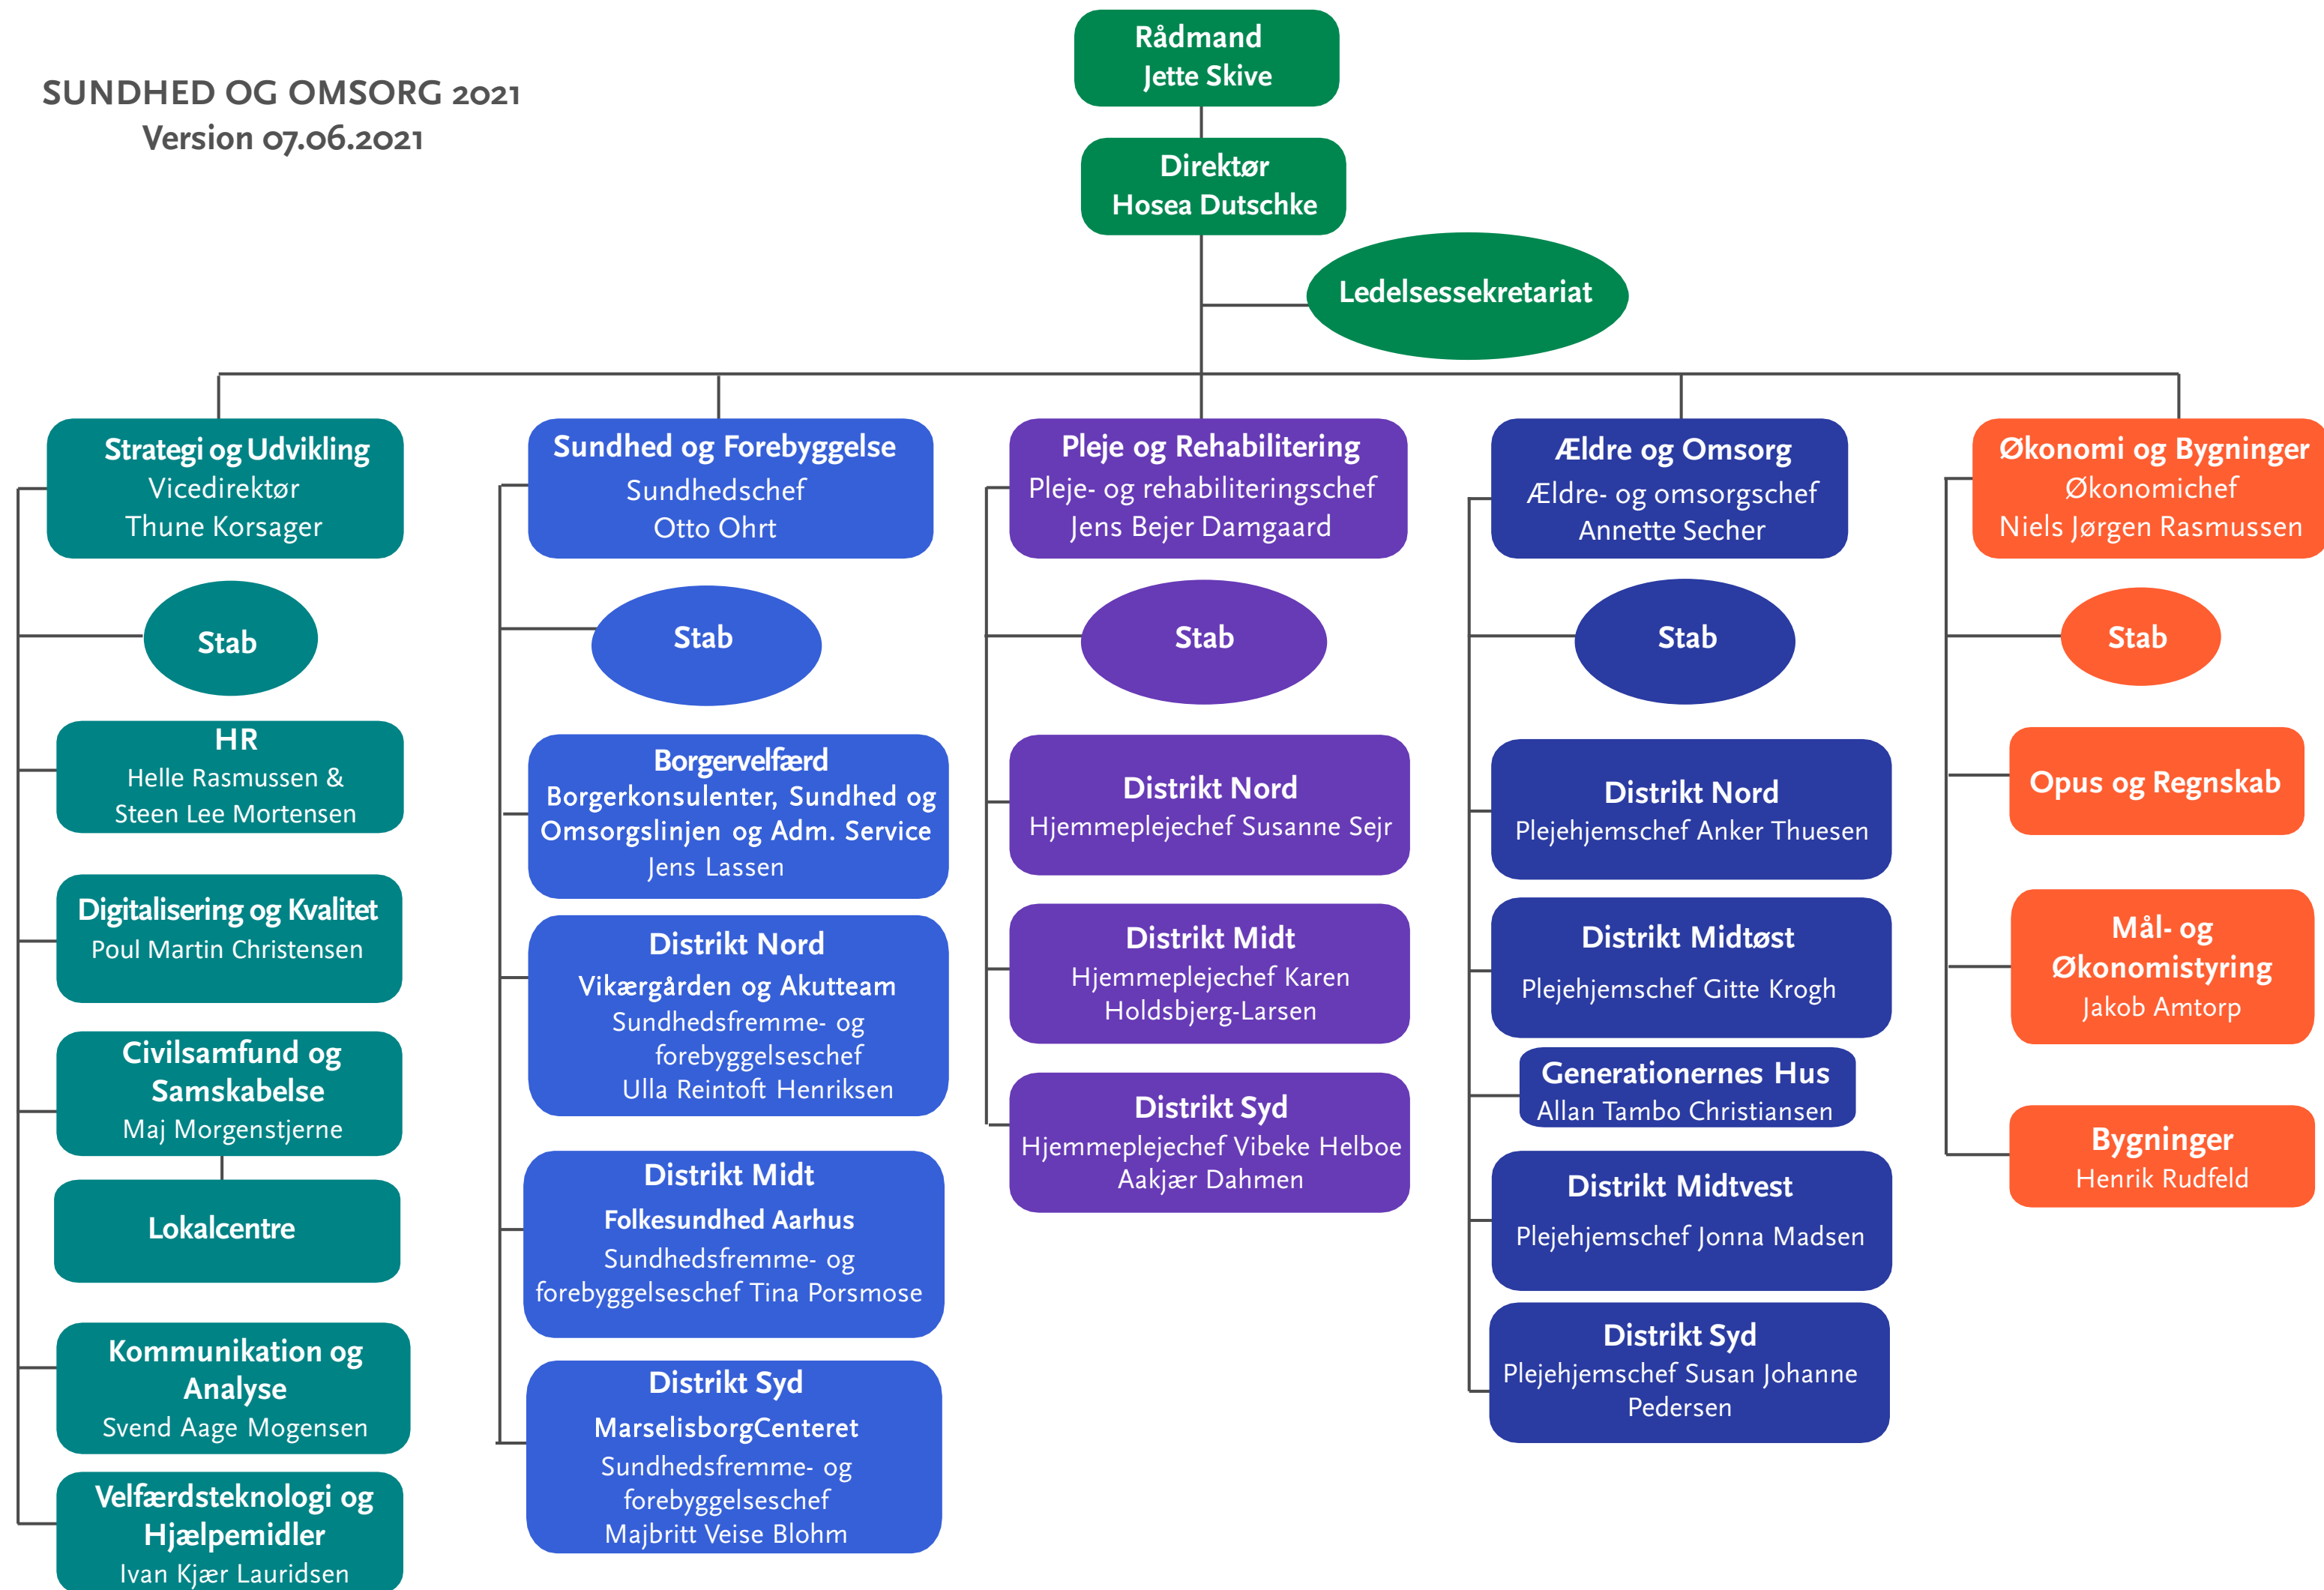 SUNDHED OG OMSORG 2021
Version 07.06.2021
Rådmand
Jette Skive
Direktør
Hosea Dutschke
Ledelsessekretariat
Strategi og Udvikling
Vicedirektør
Thune Korsager
Stab
HR
Helle Rasmussen &
Steen Lee Mortensen
Digitalisering og Kvalitet
Poul Martin Christensen
Civilsamfund og
Samskabelse
Maj Morgenstjerne
Lokalcentre
Kommunikation og
Analyse
Svend Aage Mogensen
Velfærdsteknologi og
Hjælpemidler
Ivan Kjær Lauridsen
Sundhed og Forebyggelse
Sundhedschef
Otto Ohrt
Stab
Borgervelfærd
Borgerkonsulenter, Sundhed og
Omsorgslinjen og Adm. Service
Jens Lassen
Distrikt Nord
Vikærgården og Akutteam
Sundhedsfremme- og
forebyggelseschef
Ulla Reintoft Henriksen
Distrikt Midt
Folkesundhed Aarhus
Sundhedsfremme- og
forebyggelseschef Tina Porsmose
Distrikt Syd
MarselisborgCenteret
Sundhedsfremme- og
forebyggelseschef
Majbritt Veise Blohm
Pleje og Rehabilitering
Pleje- og rehabiliteringschef
Jens Bejer Damgaard
Stab
Distrikt Nord
Hjemmeplejechef Susanne Sejr
Distrikt Midt
Hjemmeplejechef Karen
Holdsbjerg-Larsen
Distrikt Syd
Hjemmeplejechef Vibeke Helboe
Aakjær Dahmen
Ældre og Omsorg
Ældre- og omsorgschef
Annette Secher
Stab
Distrikt Nord
Plejehjemschef Anker Thuesen
Distrikt Midtøst
Plejehjemschef Gitte Krogh
Generationernes Hus
Allan Tambo Christiansen
Distrikt Midtvest
Plejehjemschef Jonna Madsen
Distrikt Syd
Plejehjemschef Susan Johanne
Pedersen
Økonomi og Bygninger
Økonomichef
Niels Jørgen Rasmussen
Stab
Opus og Regnskab
Mål- og
Økonomistyring
Jakob Amtorp
Bygninger
Henrik Rudfeld